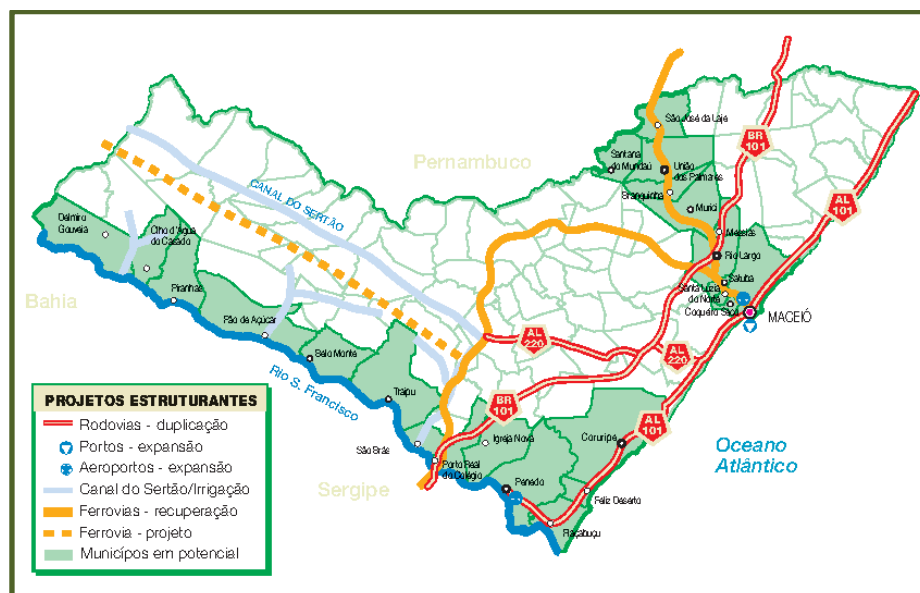 São José da Laje
BR
101
Pernambuco
Santana
do Mundaú
União
dos Palmares
Branquinha
AL
101
CANAL DO SERTÃO
Murici
Delmiro
Gouveia
Olho d'Agua
do Casado
Messias
Rio Largo
Satuba
Bahia
Piranhas
Santa Luzia
do Norte
Coqueiro Seco
MACEIÓ
Pão de Açúcar
AL
220
AL
220
Belo Monte
Rio S. Francisco
Traipu
BR
101
AL
101
Igreja Nova
Coruripe
São Brás
Oceano
Atlântico
Porto Real
do Colégio
Sergipe
Penedo
Feliz Deserto
Piaçabuçu
PROJETOS ESTRUTURANTES
Rodovias - duplicação
Portos - expansão
Aeroportos - expansão
Canal do Sertão/Irrigação
Ferrovias - recuperação
Ferrovia - projeto
Municípos em potencial